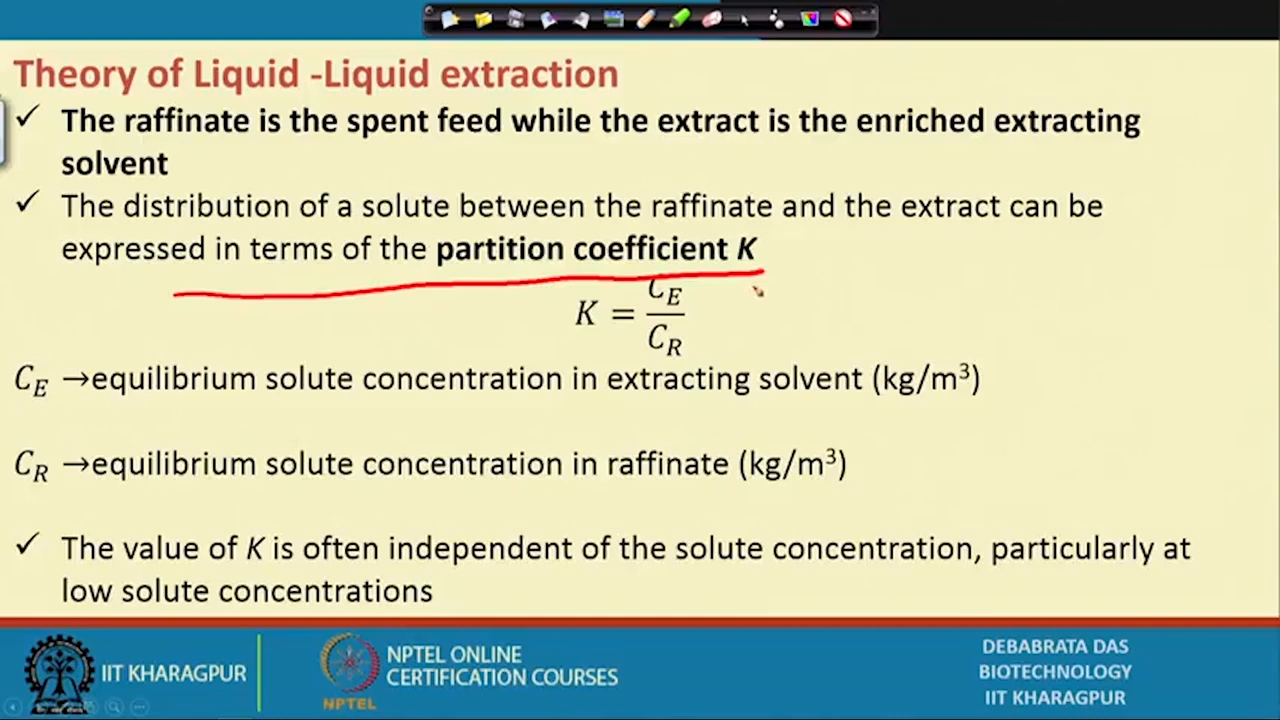 Theory of Liquid -Liquid extraction
✓ The raffinate is the spent feed while the extract is the enriched extracting
solvent
✓ The distribution of a solute between the raffinate and the extract can be
expressed in terms of the partition coefficient K
K = C_E / C_R
C_E →equilibrium solute concentration in extracting solvent (kg/m³)
C_R →equilibrium solute concentration in raffinate (kg/m³)
✓ The value of K is often independent of the solute concentration, particularly at
low solute concentrations
IIT KHARAGPUR
NPTEL
NPTEL ONLINE
CERTIFICATION COURSES
DEBABRATA DAS
BIOTECHNOLOGY
IIT KHARAGPUR